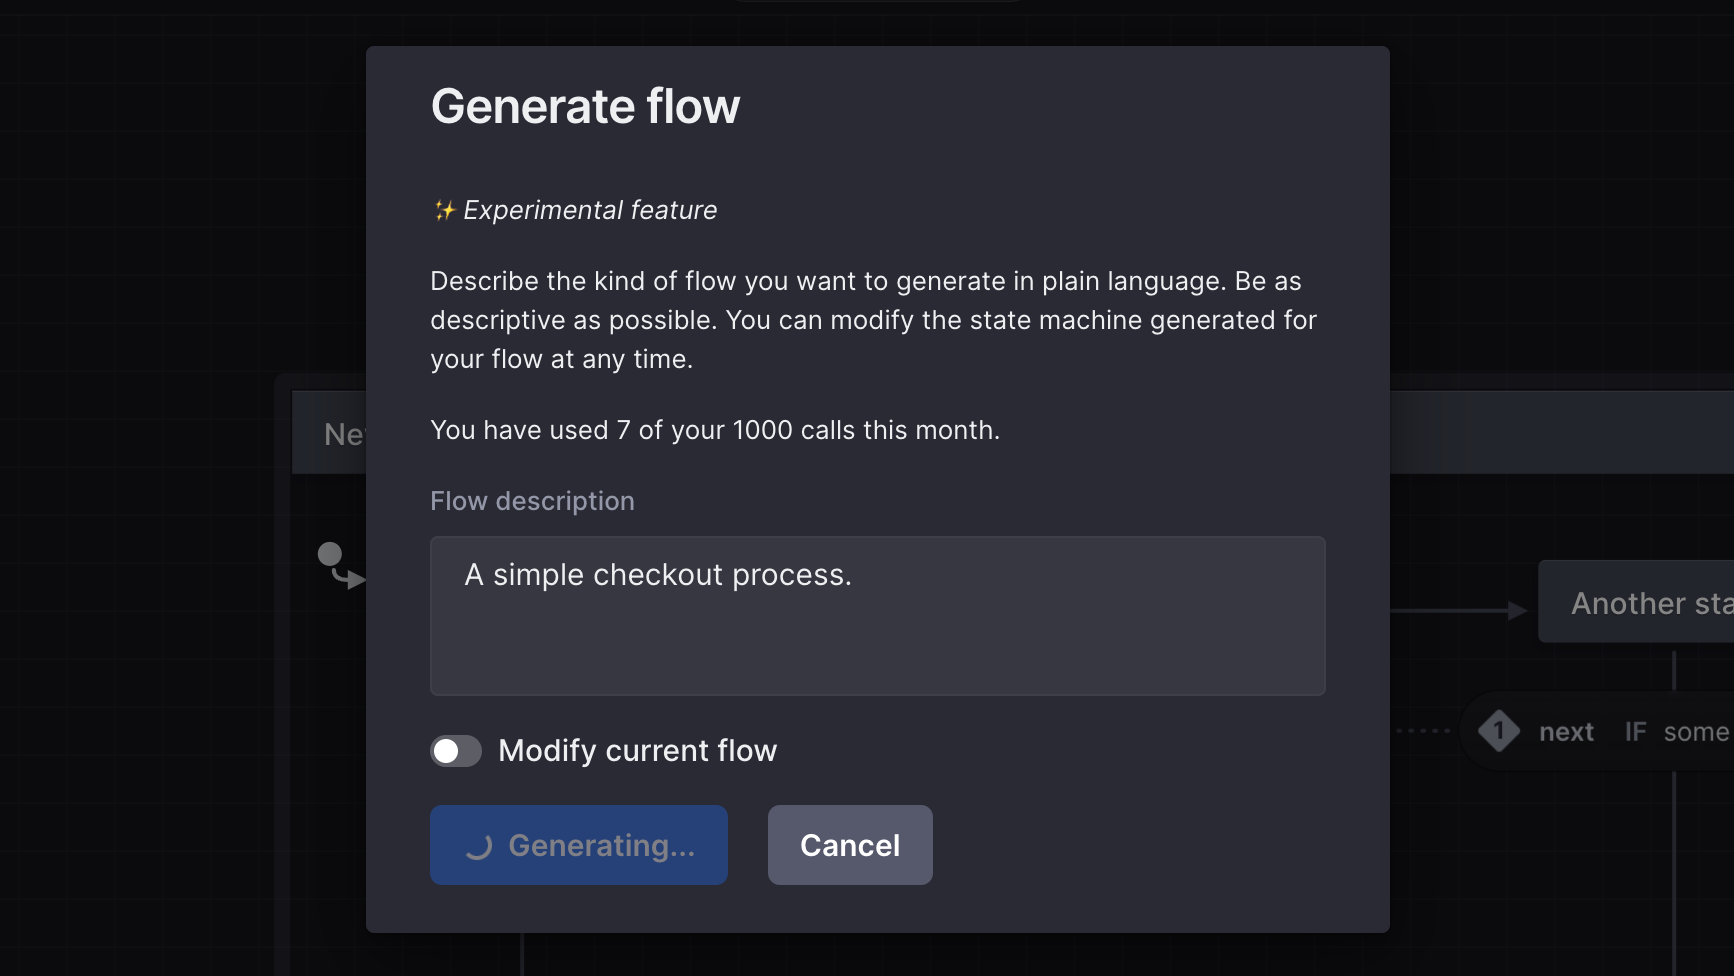 Generate flow
✨ Experimental feature
Describe the kind of flow you want to generate in plain language. Be as
descriptive as possible. You can modify the state machine generated for
your flow at any time.
You have used 7 of your 1000 calls this month.
Flow description
A simple checkout process.
Modify current flow
Generating...
Cancel
Another
1 next IF some